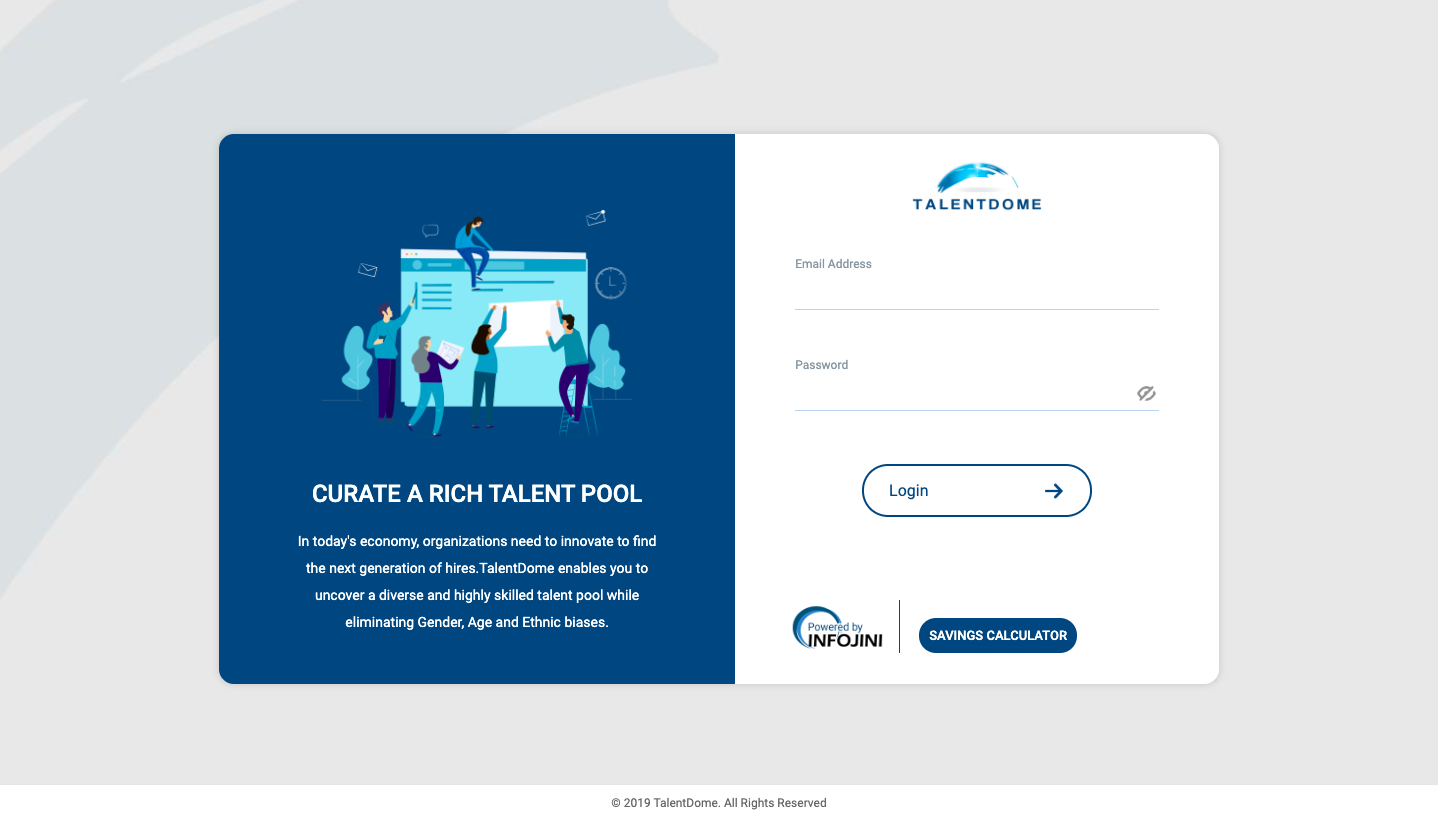 TALENTDOME
Email Address
Password
Login
CURATE A RICH TALENT POOL
In today's economy, organizations need to innovate to find
the next generation of hires.TalentDome enables you to
uncover a diverse and highly skilled talent pool while
eliminating Gender, Age and Ethnic biases.
Powered by
INFOJINI
SAVINGS CALCULATOR
© 2019 TalentDome. All Rights Reserved